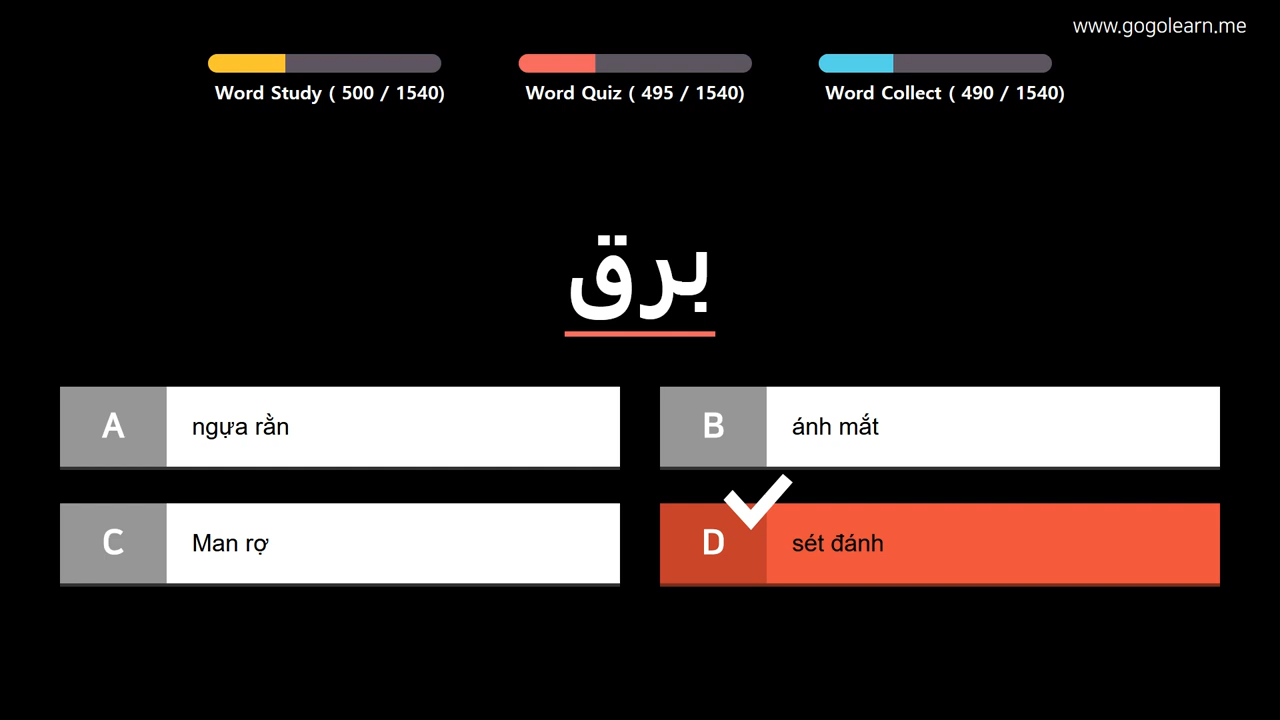 www.gogolearn.me
Word Study ( 500 / 1540)
Word Quiz ( 495 / 1540)
Word Collect ( 490 / 1540)
برق
A
ngựa rằn
B
ánh mắt
C
Man rợ
D
sét đánh